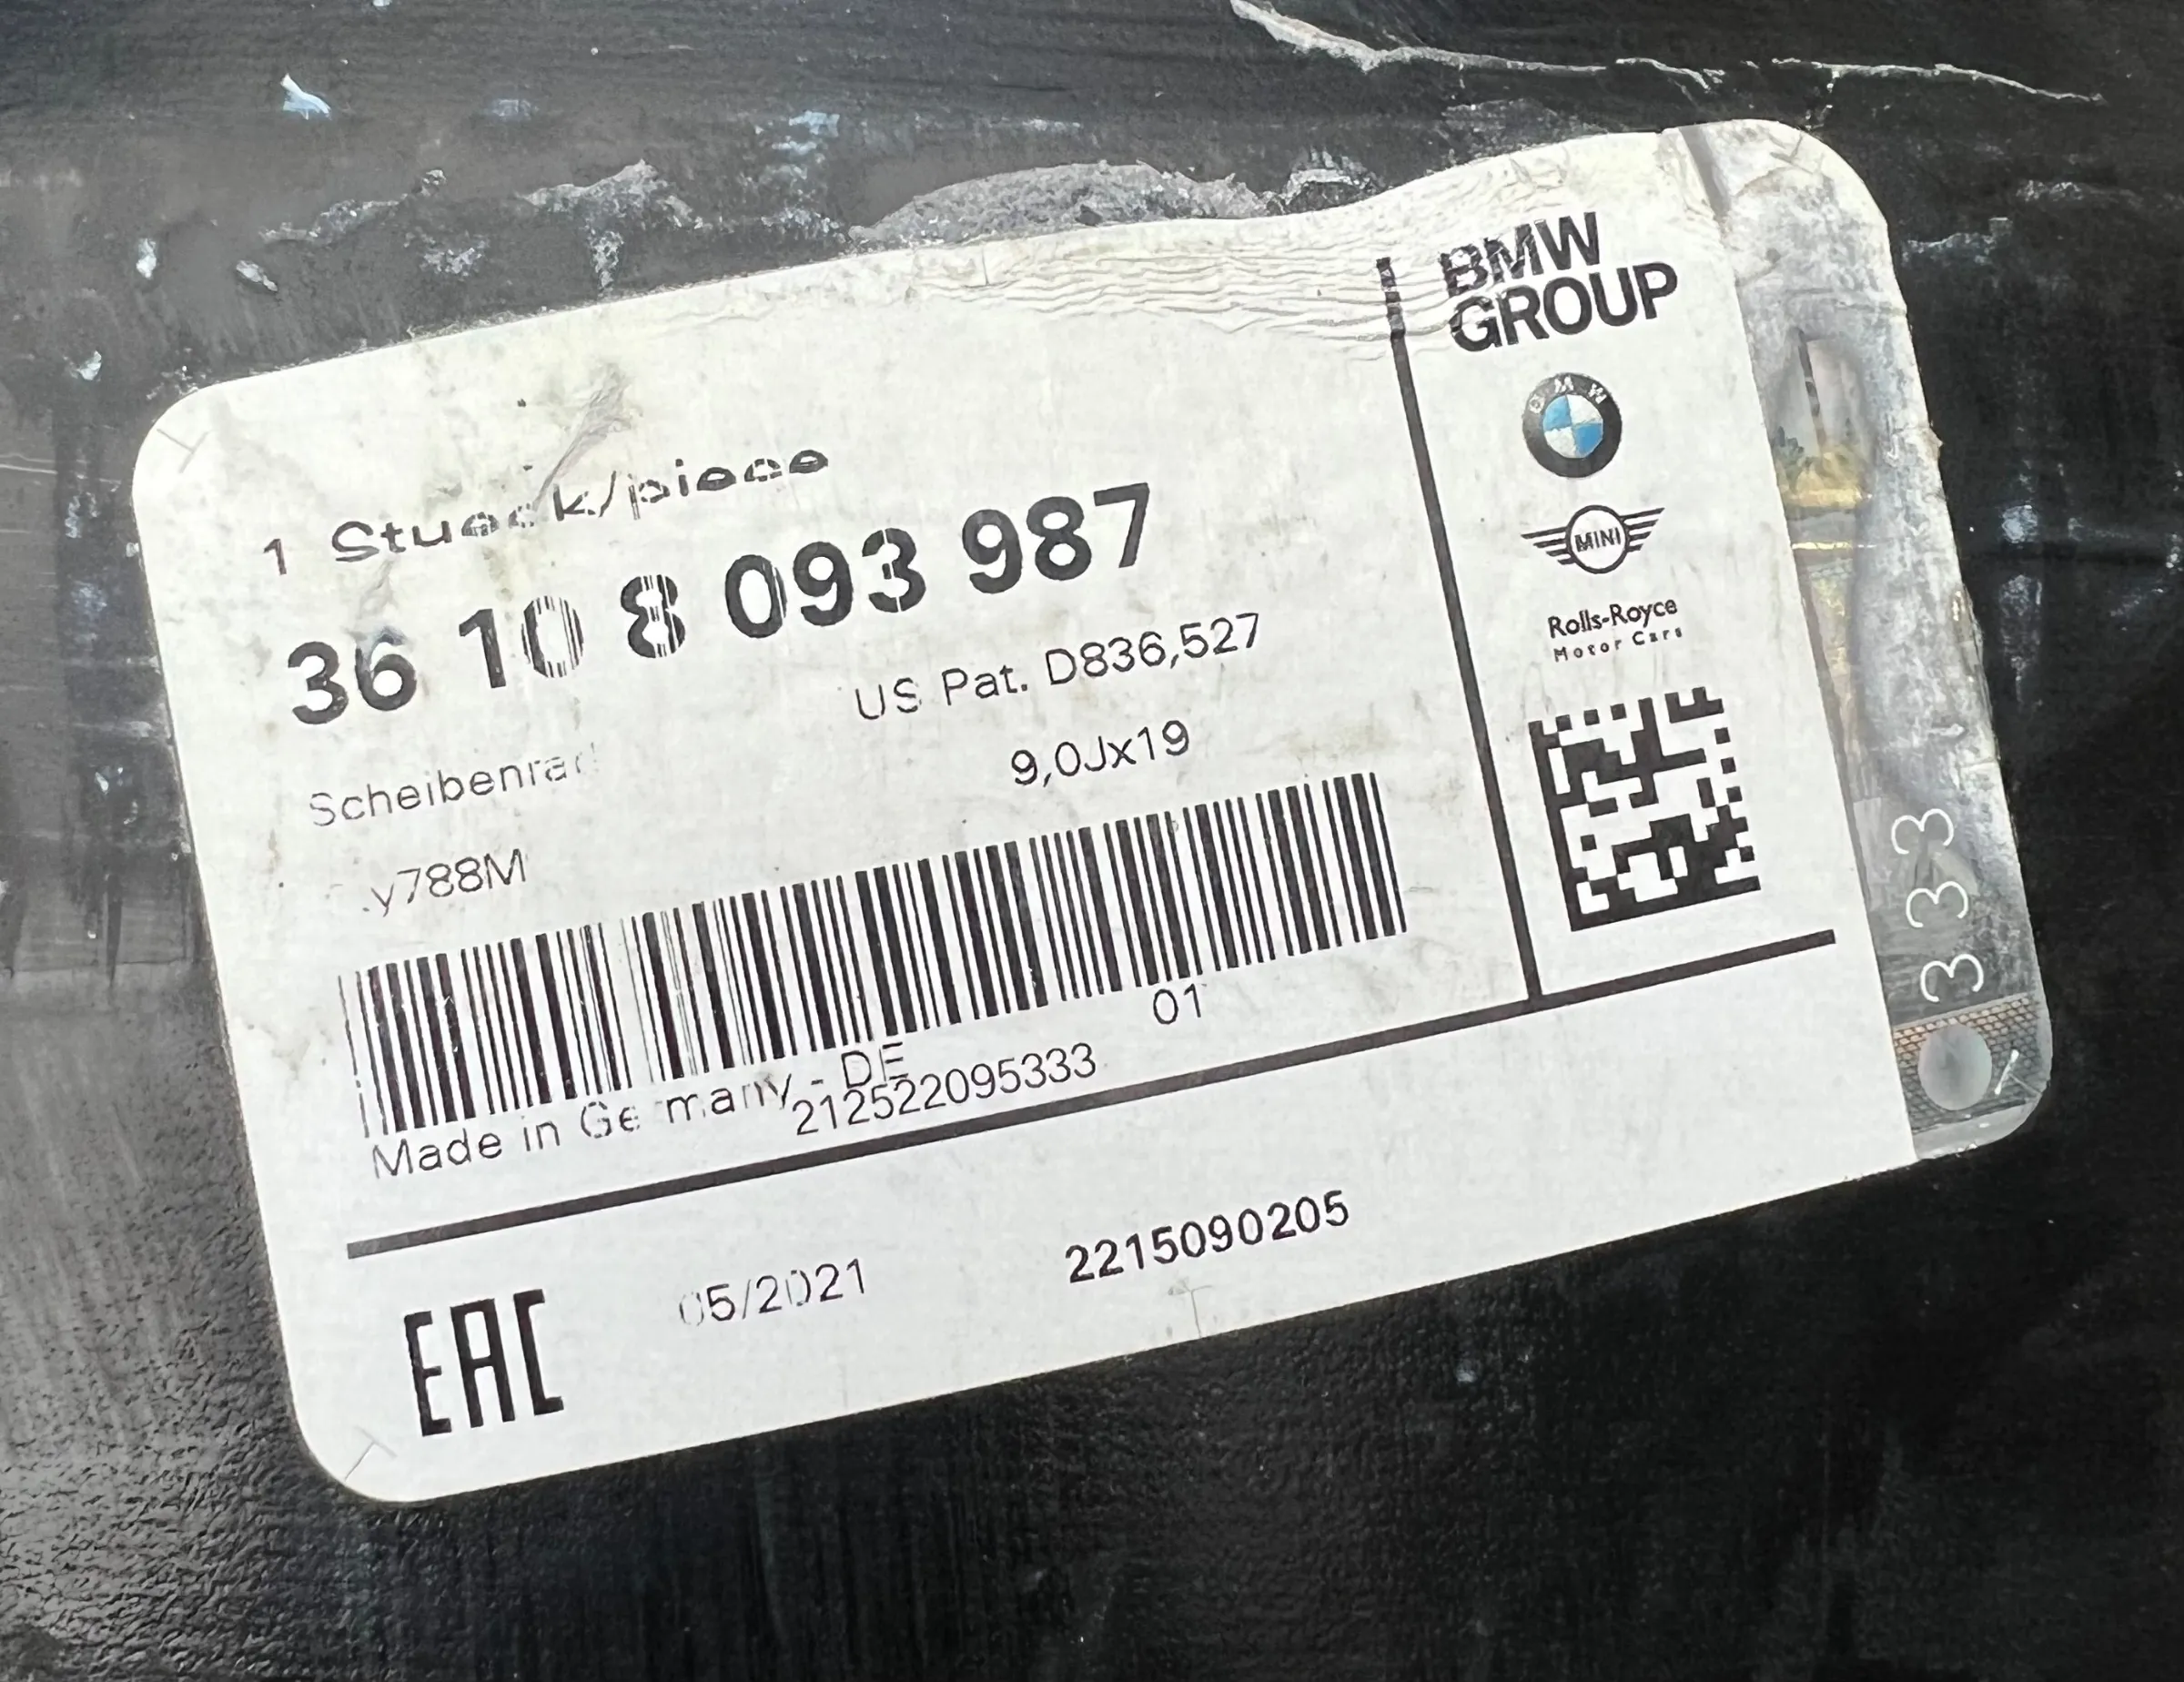 1 Stueck/piece
36 10 8 093 987
US Pat. D836,527
9,0Jx19
y788M
01
Made in Germany - DE
212522095333
BMW
GROUP
BMW
MINI
Rolls-Royce
Motor Cars
333
EAC
05/2021
2215090205